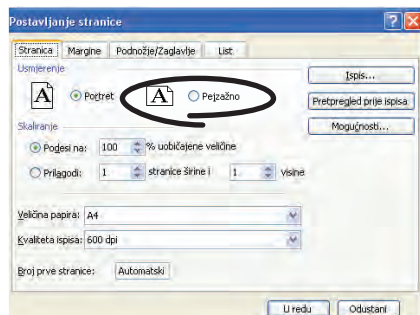 Postavljanje stranice
Stranica Margine Podnožje/Zaglavlje List
Usmjerenje
A Portret A Pejzažno
Ispis...
Pretpregled prije ispisa
Mogućnosti...
Skaliranje
Podesi na: 100 % uobičajene veličine
Prilagodi: 1 stranice širine i 1 visine
Veličina papira: A4
Kvaliteta ispisa: 600 dpi
Broj prve stranice: Automatski
U redu Odustani